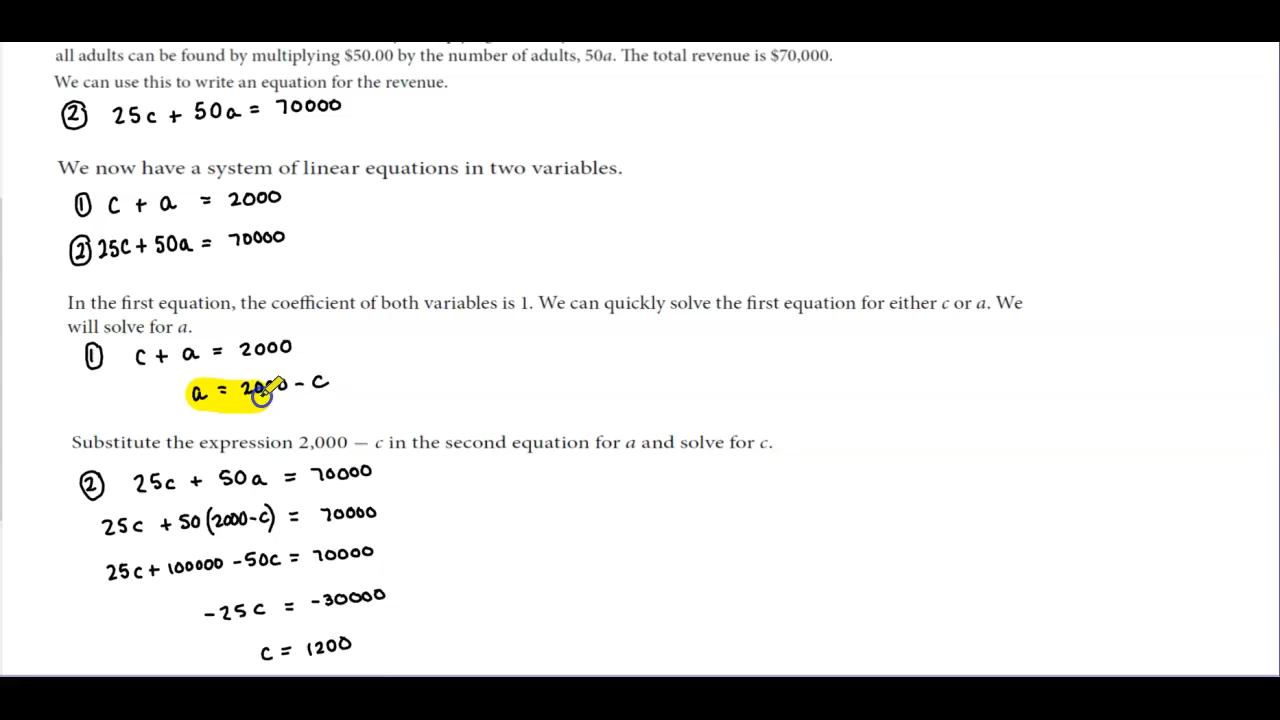 all adults can be found by multiplying $50.00 by the number of adults, 50a. The total revenue is $70,000.
We can use this to write an equation for the revenue.
② 25c + 50a = 70000
We now have a system of linear equations in two variables.
① c + a = 2000
② 25c + 50a = 70000
In the first equation, the coefficient of both variables is 1. We can quickly solve the first equation for either c or a. We
will solve for a.
① c + a = 2000
a = 2000 - c
Substitute the expression 2,000 − c in the second equation for a and solve for c.
② 25c + 50a = 70000
25c + 50(2000-c) = 70000
25c + 100000 - 50c = 70000
-25c = -30000
c = 1200